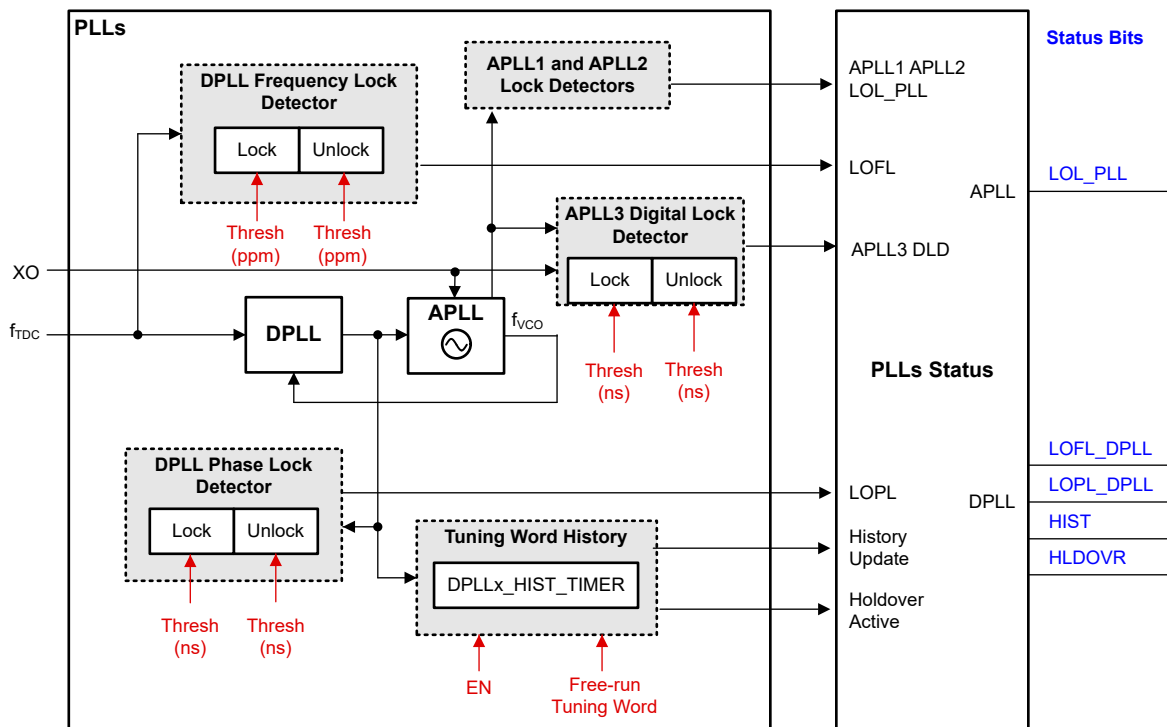 PLLs
Status Bits
DPLL Frequency Lock
Detector
Lock
Unlock
Thresh
(ppm)
Thresh
(ppm)
APLL1 and APLL2
Lock Detectors
APLL1 APLL2
LOL_PLL
LOFL
APLL
LOL_PLL
APLL3 Digital Lock
Detector
Lock
Unlock
Thresh
(ns)
Thresh
(ns)
APLL3 DLD
XO
fTDC
DPLL
APLL
fVCO
PLLs Status
DPLL Phase Lock
Detector
Lock
Unlock
Thresh
(ns)
Thresh
(ns)
Tuning Word History
DPLLx_HIST_TIMER
EN
Free-run
Tuning Word
LOPL
History
Update
Holdover
Active
DPLL
LOFL_DPLL
LOPL_DPLL
HIST
HLDOVR